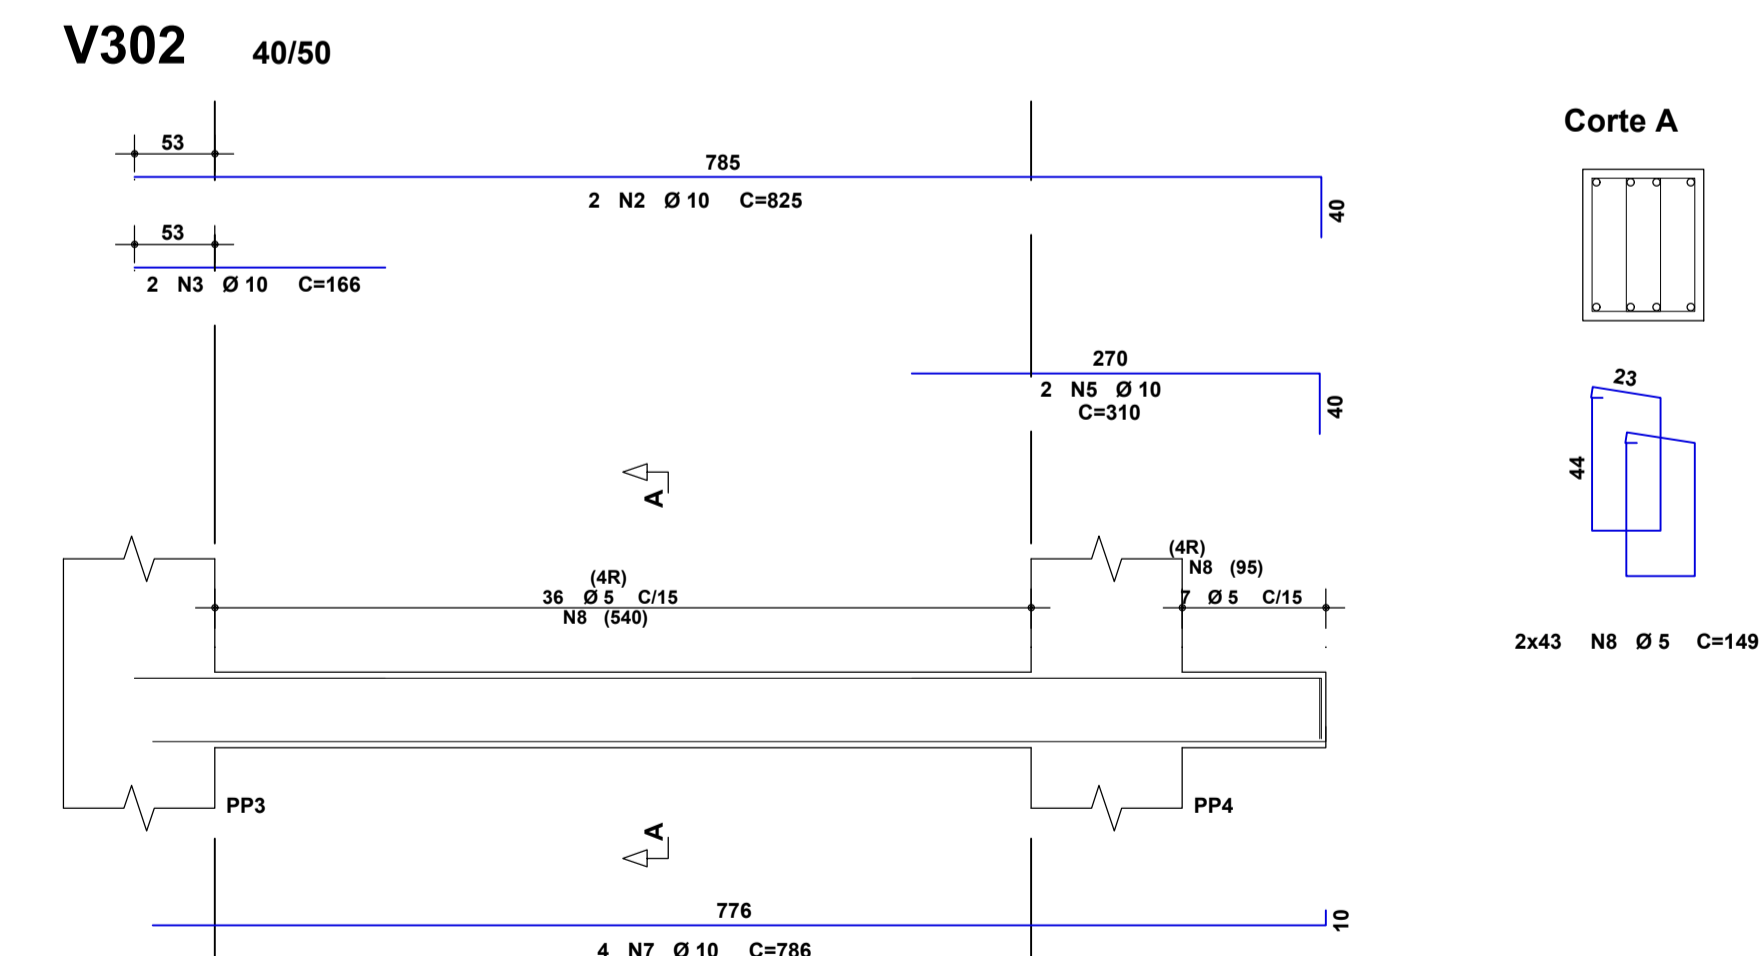 V302 40/50
53
785
2 N2 Ø 10 C=825
40
53
2 N3 Ø 10 C=166
270
2 N5 Ø 10
C=310
40
A
(4R)
36 Ø 5 C/15
N8 (540)
(4R)
N8 (95)
7 Ø 5 C/15
PP3
PP4
A
776
10
4 N7 Ø 10 C=786
Corte A
23
44
2x43 N8 Ø 5 C=149